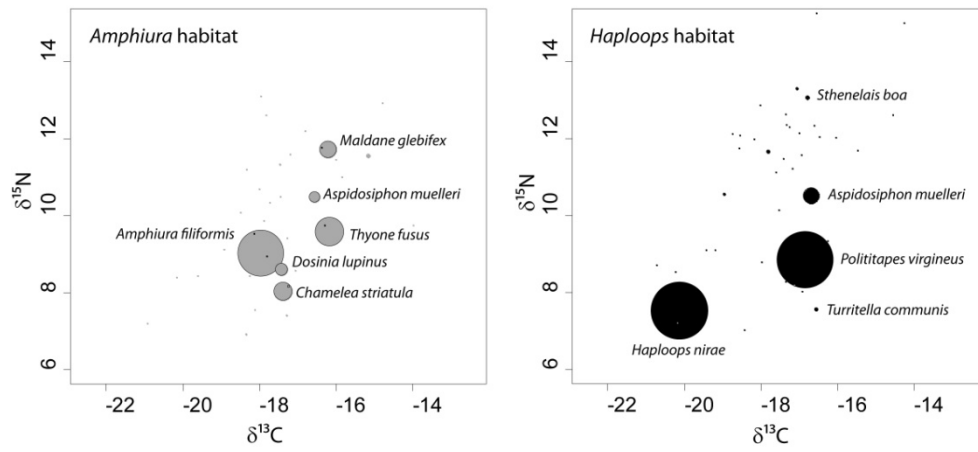 Amphiura habitat
14
12
10
8
6
δ¹⁵N
Maldane glebifex
Aspidosiphon muelleri
Amphiura filiformis
Thyone fusus
Dosinia lupinus
Chamelea striatula
-22 -20 -18 -16 -14
δ¹³C
Haploops habitat
14
12
10
8
6
δ¹⁵N
Sthenelais boa
Aspidosiphon muelleri
Polititapes virgineus
Turritella communis
Haploops nirae
-22 -20 -18 -16 -14
δ¹³C